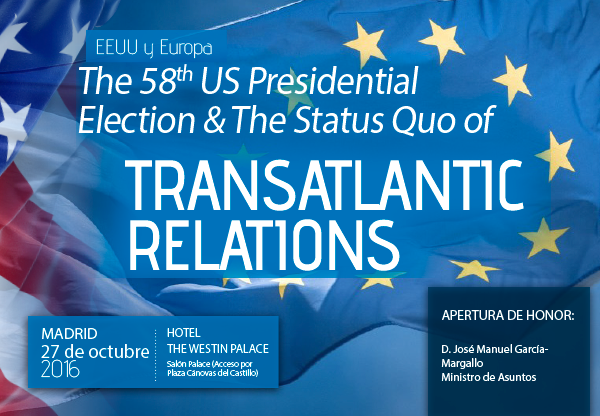 EEUU y Europa
The 58th US Presidential
Election & The Status Quo of
TRANSATLANTIC
RELATIONS
MADRID
27 de octubre
2016
HOTEL
THE WESTIN PALACE
Salón Palace (Acceso por
Plaza Cánovas del Castillo)
APERTURA DE HONOR:
D. José Manuel García-
Margallo
Ministro de Asuntos